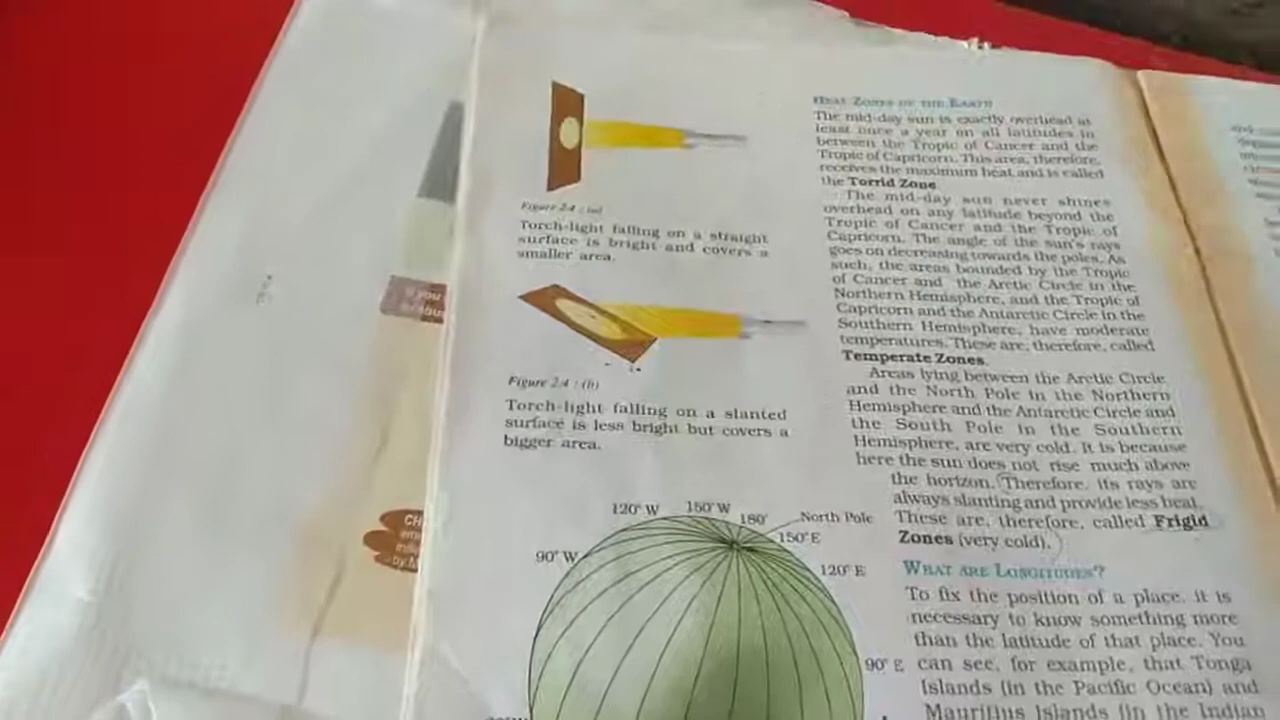 Figure 2.4 : (a)
Torch-light falling on a straight
surface is bright and covers a
smaller area.
Figure 2.4 : (b)
Torch-light falling on a slanted
surface is less bright but covers a
bigger area.
120° W
150° W
180°
North Pole
150° E
90° W
120° E
90° E
HEAT ZONES OF THE EARTH
The mid-day sun is exactly overhead at
least once a year on all latitudes in
between the Tropic of Cancer and the
Tropic of Capricorn. This area, therefore,
receives the maximum heat and is called
the Torrid Zone.
The mid-day sun never shines
overhead on any latitude beyond the
Tropic of Cancer and the Tropic of
Capricorn. The angle of the sun's rays
goes on decreasing towards the poles. As
such, the areas bounded by the Tropic
of Cancer and the Arctic Circle in the
Northern Hemisphere, and the Tropic of
Capricorn and the Antarctic Circle in the
Southern Hemisphere, have moderate
temperatures. These are, therefore, called
Temperate Zones.
Areas lying between the Arctic Circle
and the North Pole in the Northern
Hemisphere and the Antarctic Circle and
the South Pole in the Southern
Hemisphere, are very cold. It is because
here the sun does not rise much above
the horizon. Therefore, its rays are
always slanting and provide less heat.
These are, therefore, called Frigid
Zones (very cold).
WHAT ARE LONGITUDES?
To fix the position of a place, it is
necessary to know something more
than the latitude of that place. You
can see, for example, that Tonga
Islands (in the Pacific Ocean) and
Mauritius Islands (in the Indian